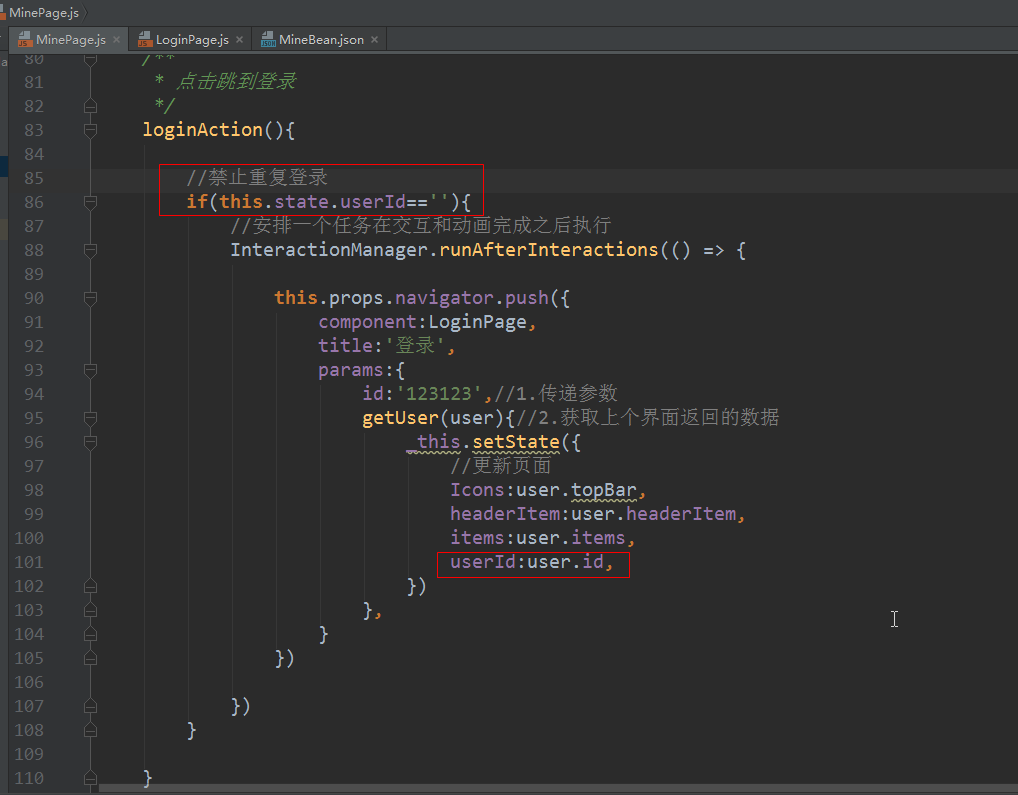 MinePage.js
MinePage.js × LoginPage.js × MineBean.json ×
80 /**
81 * 点击跳到登录
82 */
83 loginAction(){
84
85 //禁止重复登录
86 if(this.state.userId==''){
87 //安排一个任务在交互和动画完成之后执行
88 InteractionManager.runAfterInteractions(() => {
89
90 this.props.navigator.push({
91 component:LoginPage,
92 title:'登录',
93 params:{
94 id:'123123',//1.传递参数
95 getUser(user){//2.获取上个界面返回的数据
96 _this.setState({
97 //更新页面
98 Icons:user.topBar,
99 headerItem:user.headerItem,
100 items:user.items,
101 userId:user.id,
102 })
103 },
104 }
105 })
106
107 })
108 }
109
110 }